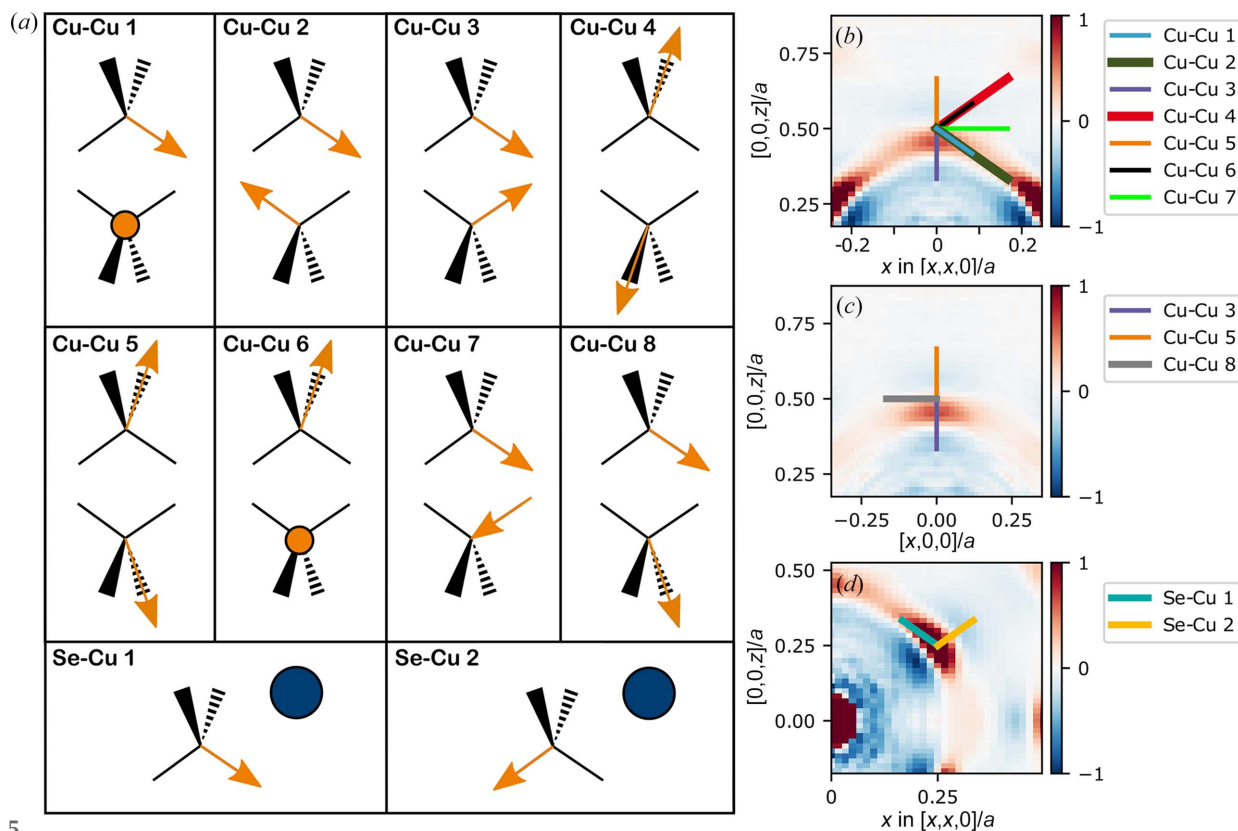 (a)
Cu-Cu 1
Cu-Cu 2
Cu-Cu 3
Cu-Cu 4
Cu-Cu 5
Cu-Cu 6
Cu-Cu 7
Cu-Cu 8
Se-Cu 1
Se-Cu 2
(b)
[0,0,z]/a
0.75
0.50
0.25
-0.2
0
0.2
x in [x,x,0]/a
1
0
−1
Cu-Cu 1
Cu-Cu 2
Cu-Cu 3
Cu-Cu 4
Cu-Cu 5
Cu-Cu 6
Cu-Cu 7
(c)
[0,0,z]/a
0.75
0.50
0.25
−0.25
0.00
0.25
[x,0,0]/a
1
0
−1
Cu-Cu 3
Cu-Cu 5
Cu-Cu 8
(d)
[0,0,z]/a
0.50
0.25
0.00
0
0.25
x in [x,x,0]/a
1
0
−1
Se-Cu 1
Se-Cu 2
5